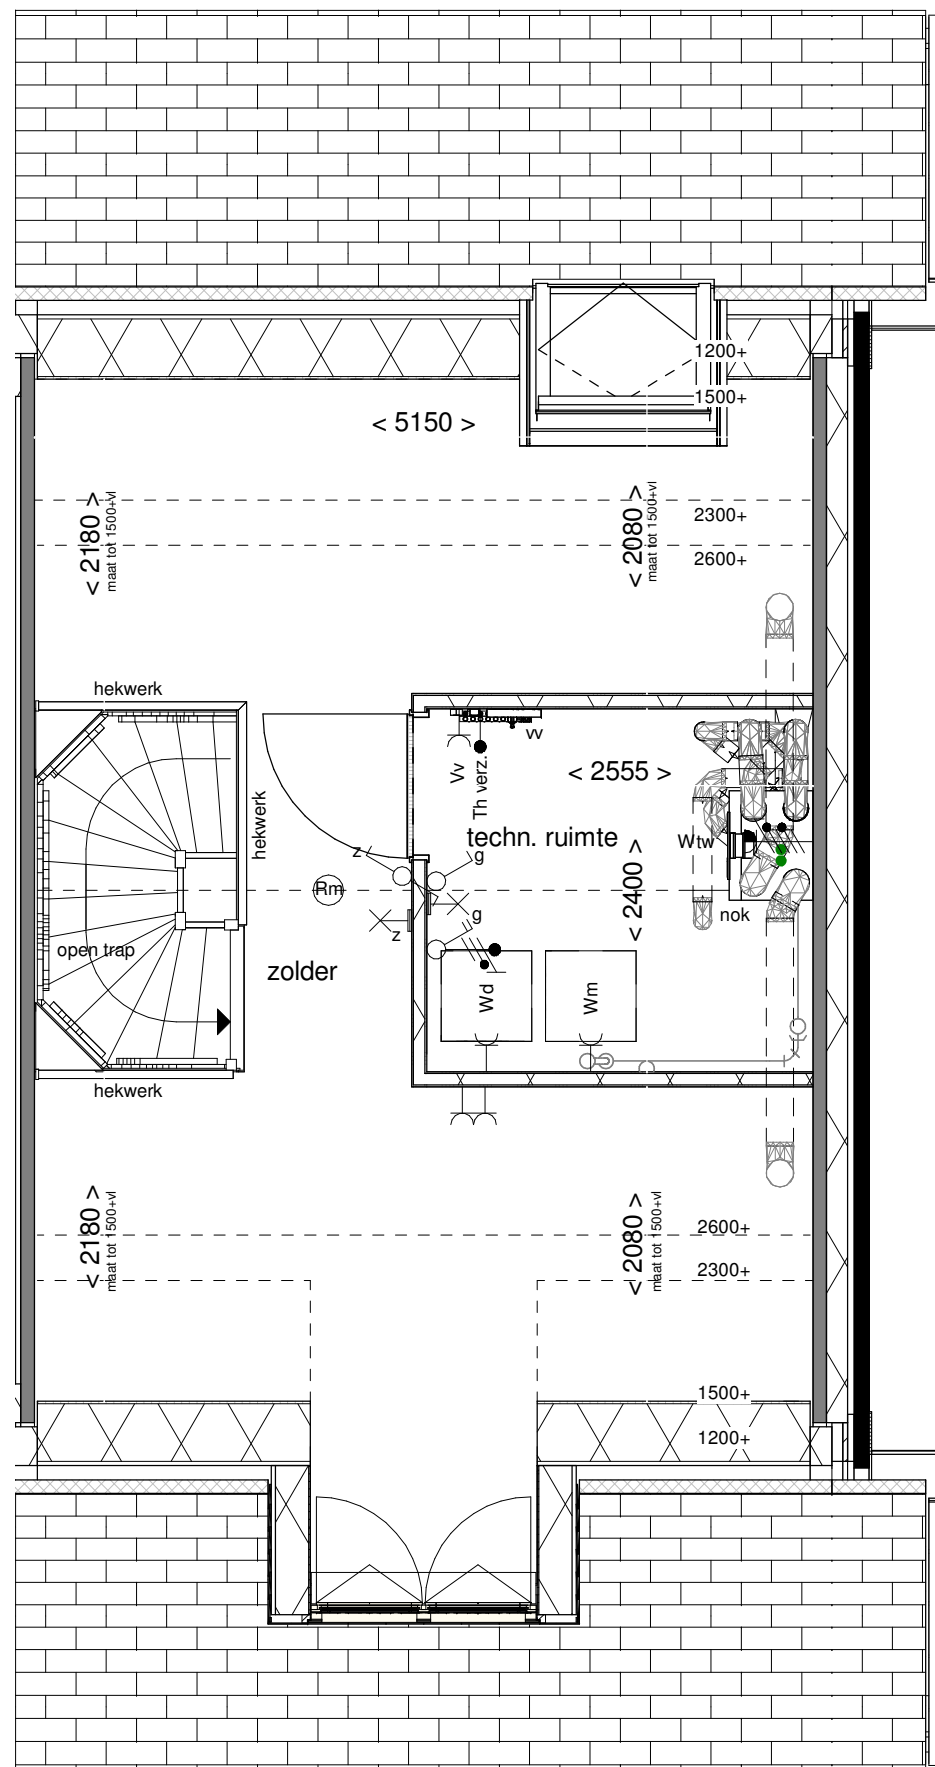 1200+
1500+
< 5150 >
< 2180 >
maat tot 1500+vl
< 2080 >
maat tot 1500+vl
2300+
2600+
hekwerk
hekwerk
vv
Vv
Th verz.
< 2555 >
techn. ruimte
Wtw
z
g
Rm
< 2400 >
nok
g
z
open trap
zolder
Wd
Wm
hekwerk
< 2180 >
maat tot 1500+vl
< 2080 >
maat tot 1500+vl
2600+
2300+
1500+
1200+